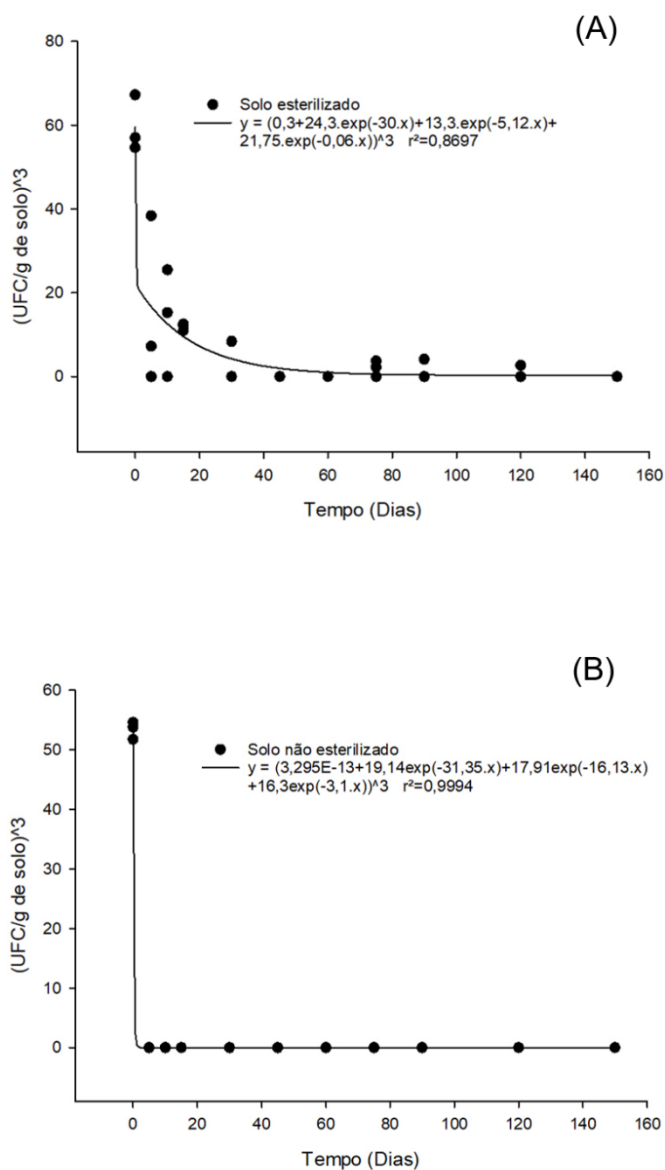 (A)
80
Solo esterilizado
y = (0,3+24,3.exp(-30.x)+13,3.exp(-5,12.x)+
21,75.exp(-0,06.x))^3 r²=0,8697
60
40
20
0
(UFC/g de solo)^3
0 20 40 60 80 100 120 140 160
Tempo (Dias)
(B)
60
Solo não esterilizado
y = (3,295E-13+19,14exp(-31,35.x)+17,91exp(-16,13.x)
+16,3exp(-3,1.x))^3 r²=0,9994
50
40
30
20
10
0
(UFC/g de solo)^3
0 20 40 60 80 100 120 140 160
Tempo (Dias)